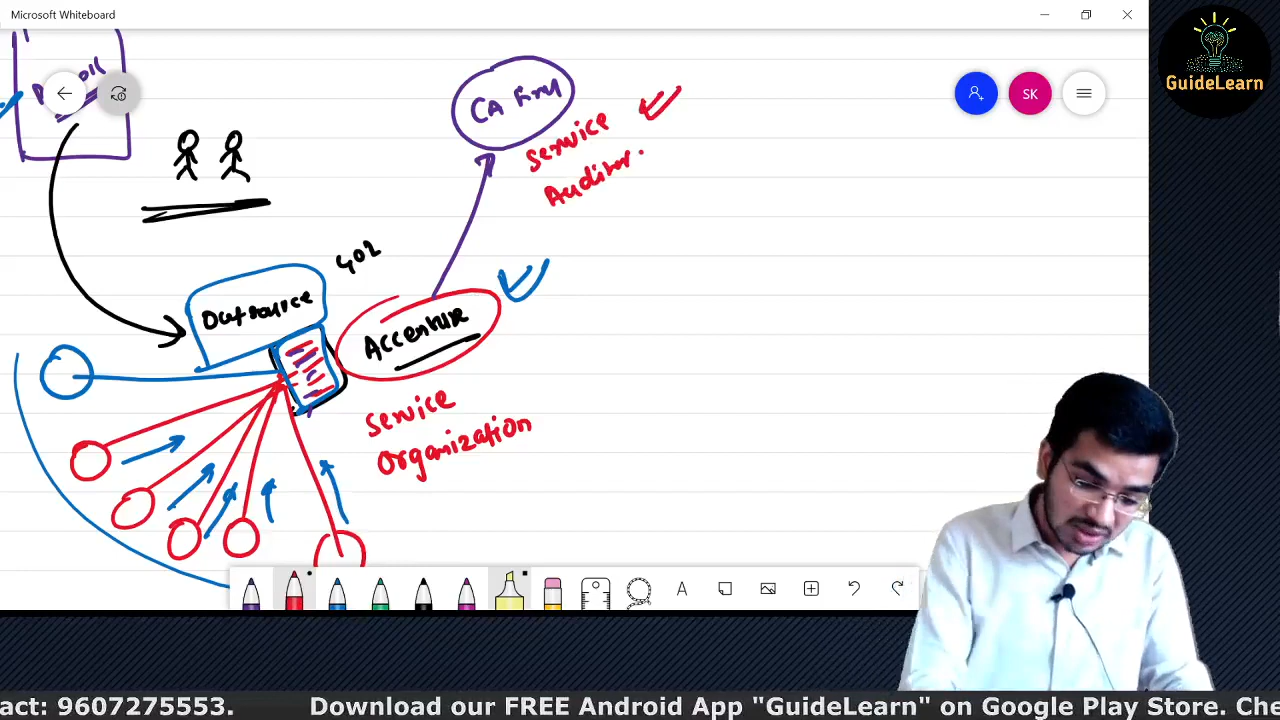 Microsoft Whiteboard
GuideLearn
SK
CA Firm
Service
Auditor.
402
Outsource
Accenture
Service
Organization
A
act: 9607275553. Download our FREE Android App "GuideLearn" on Google Play Store. Che